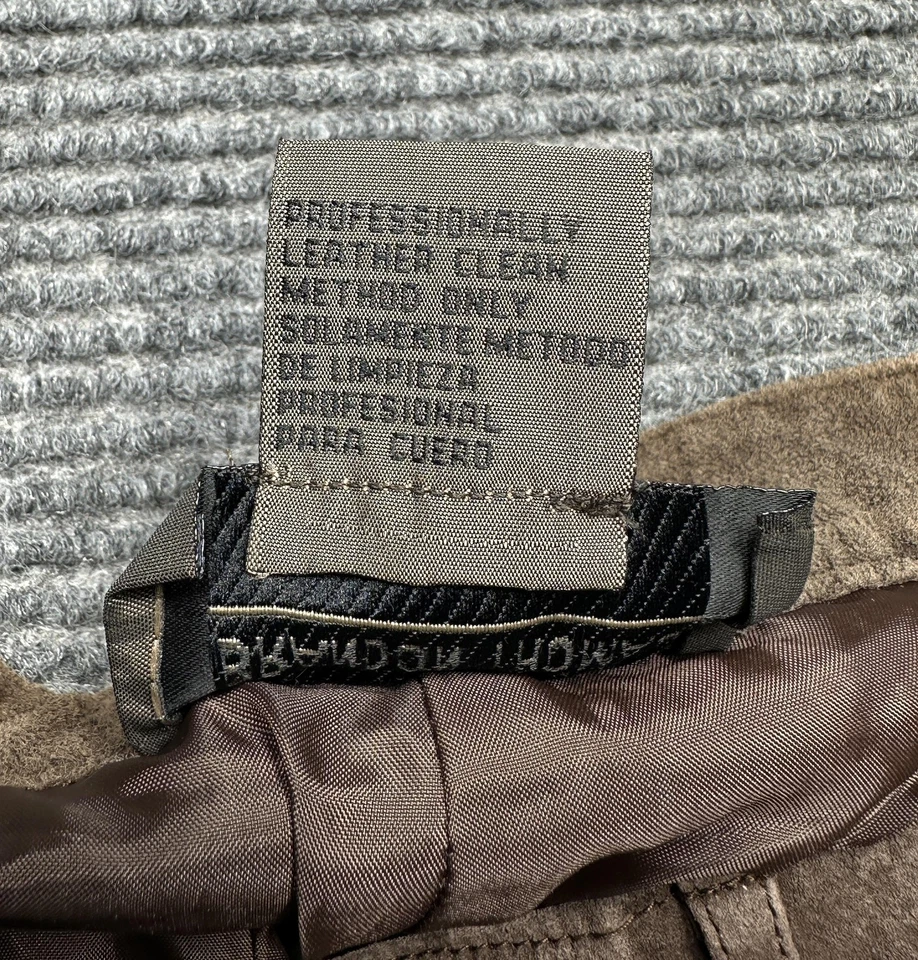 PROFESSIONALLY
LEATHER CLEAN
METHOD ONLY
SOLAMENTE METODO
DE LIMPIEZA
PROFESIONAL
PARA CUERO